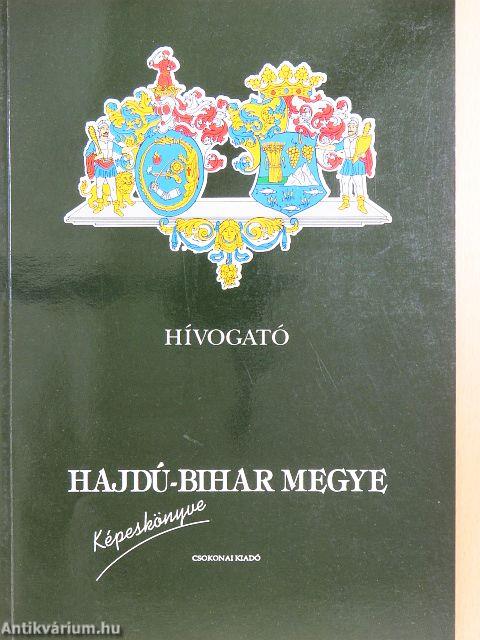 HÍVOGATÓ
HAJDÚ-BIHAR MEGYE
Képeskönyve
CSOKONAI KIADÓ
Antikvárium.hu